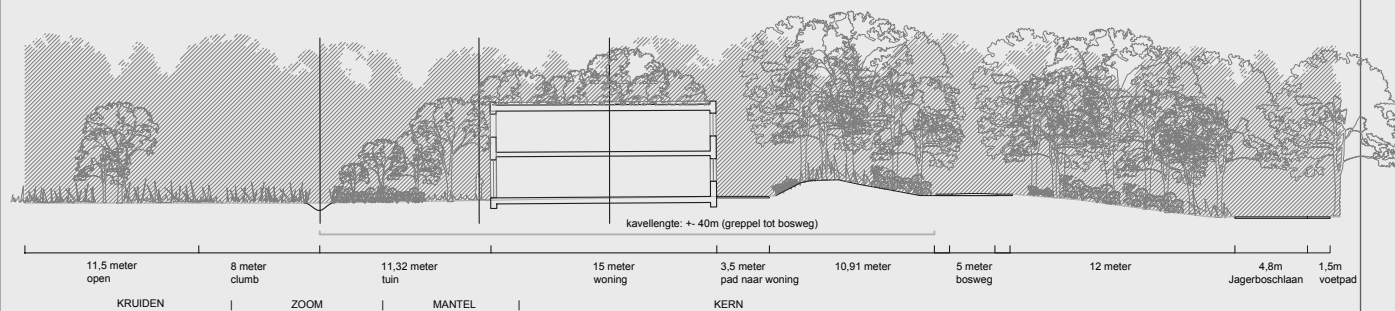 kavellengte: +- 40m (greppel tot bosweg)
11,5 meter
open
8 meter
clumb
11,32 meter
tuin
15 meter
woning
3,5 meter
pad naar woning
10,91 meter
5 meter
bosweg
12 meter
4,8m
Jagerboschlaan
1,5m
voetpad
KRUIDEN | ZOOM | MANTEL | KERN